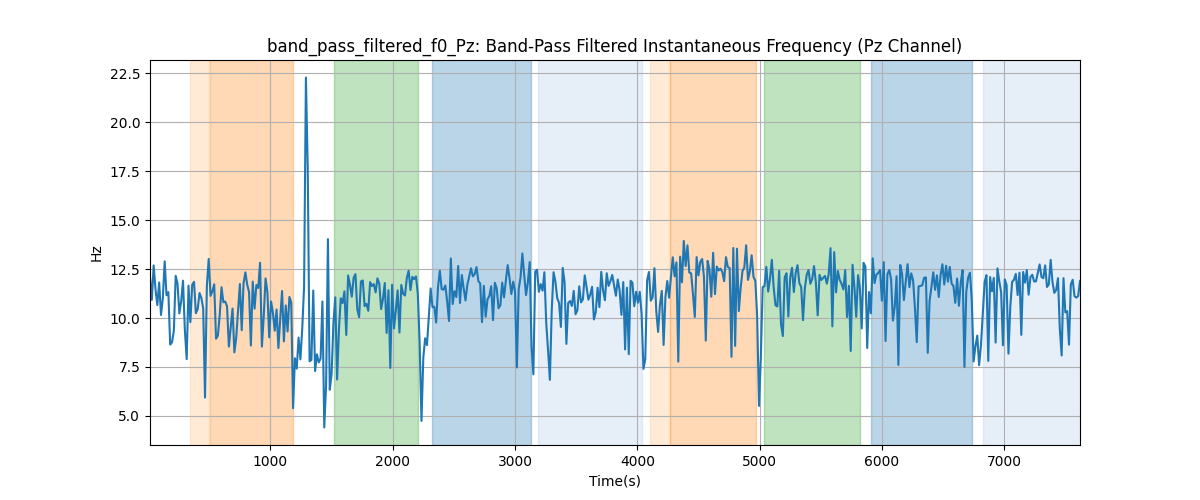 band_pass_filtered_f0_Pz: Band-Pass Filtered Instantaneous Frequency (Pz Channel)
22.5
20.0
17.5
15.0
12.5
10.0
7.5
5.0
Hz
1000 2000 3000 4000 5000 6000 7000
Time(s)